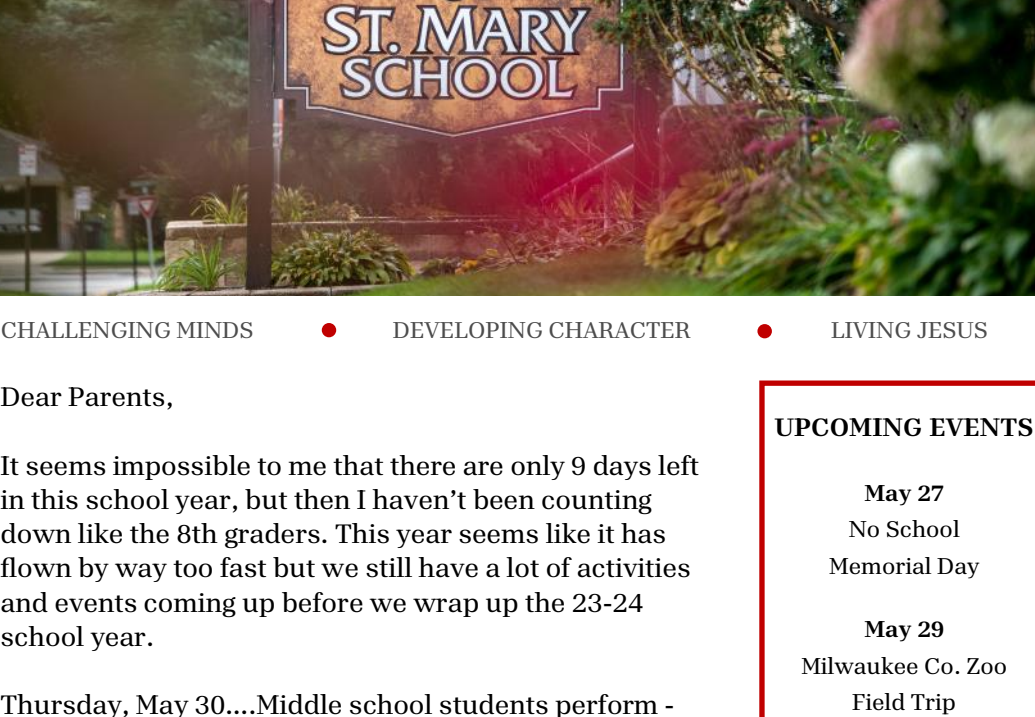 ST. MARY
SCHOOL
CHALLENGING MINDS
DEVELOPING CHARACTER
LIVING JESUS
Dear Parents,
It seems impossible to me that there are only 9 days left
in this school year, but then I haven’t been counting
down like the 8th graders. This year seems like it has
flown by way too fast but we still have a lot of activities
and events coming up before we wrap up the 23-24
school year.
Thursday, May 30....Middle school students perform -
UPCOMING EVENTS
May 27
No School
Memorial Day
May 29
Milwaukee Co. Zoo
Field Trip